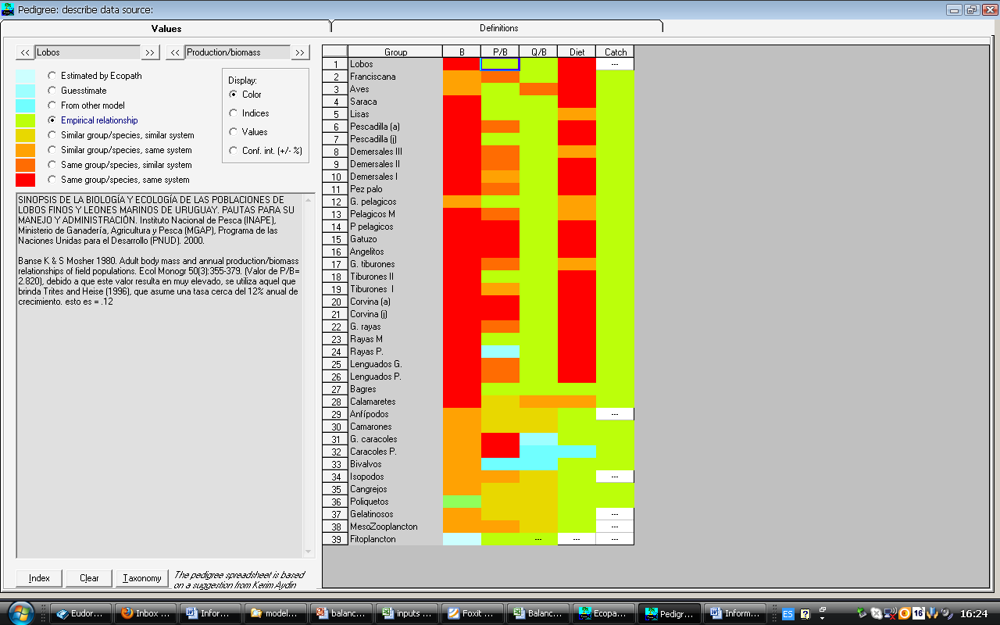 Pedigree: describe data source:
Values
Definitions
<< Lobos >> << Production/biomass >>
Estimated by Ecopath
Guesstimate
From other model
Empirical relationship
Similar group/species, similar system
Similar group/species, same system
Same group/species, similar system
Same group/species, same system
Display:
Color
Indices
Values
Conf. int. (+/- %)
SINOPSIS DE LA BIOLOGÍA Y ECOLOGÍA DE LAS POBLACIONES DE
LOBOS FINOS Y LEONES MARINOS DE URUGUAY. PAUTAS PARA SU
MANEJO Y ADMINISTRACIÓN. Instituto Nacional de Pesca (INAPE),
Ministerio de Ganadería, Agricultura y Pesca (MGAP), Programa de las
Naciones Unidas para el Desarrollo (PNUD). 2000.
Banse K & S Mosher 1980. Adult body mass and annual production/biomass
relationships of field populations. Ecol Monogr 50(3):355-379. (Valor de P/B=
2.820), debido a que este valor resulta en muy elevado, se utiliza aquel que
brinda Trites and Heise (1996), que asume una tasa cerca del 12% anual de
crecimiento. esto es = .12
Index
Clear
Taxonomy
The pedigree spreadsheet is based
on a suggestion from Kerim Aydin
Group B P/B Q/B Diet Catch
1 Lobos ---
2 Franciscana
3 Aves
4 Saraca
5 Lisas
6 Pescadilla (a)
7 Pescadilla (j)
8 Demersales III
9 Demersales II
10 Demersales I
11 Pez palo
12 G. pelagicos
13 Pelagicos M
14 P pelagicos
15 Gatuzo
16 Angelitos
17 G. tiburones
18 Tiburones II
19 Tiburones I
20 Corvina (a)
21 Corvina (j)
22 G. rayas
23 Rayas M
24 Rayas P.
25 Lenguados G.
26 Lenguados P.
27 Bagres
28 Calamaretes
29 Anfípodos ---
30 Camarones
31 G. caracoles
32 Caracoles P.
33 Bivalvos
34 Isopodos ---
35 Cangrejos
36 Poliquetos
37 Gelatinosos ---
38 MesoZooplancton ---
39 Fitoplancton --- --- ---
Eudor... Inbox ... Infor... model... balanc... inputs ... Foxit ... Balanc... Ecopa... Pedigr... Inform... ES 16 16:24